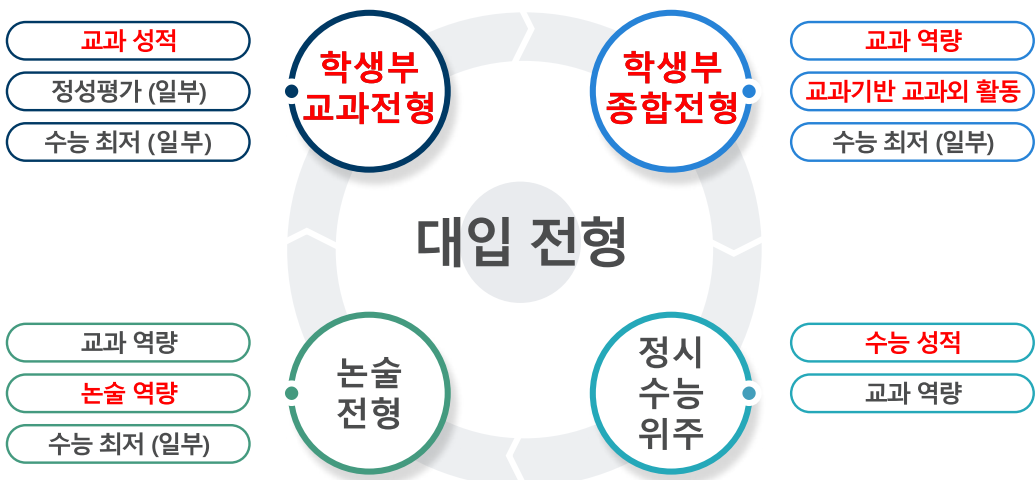 교과 성적
정성평가 (일부)
수능 최저 (일부)
학생부
교과전형
학생부
종합전형
교과 역량
교과기반 교과외 활동
수능 최저 (일부)
대입 전형
교과 역량
논술 역량
수능 최저 (일부)
논술
전형
정시
수능
위주
수능 성적
교과 역량